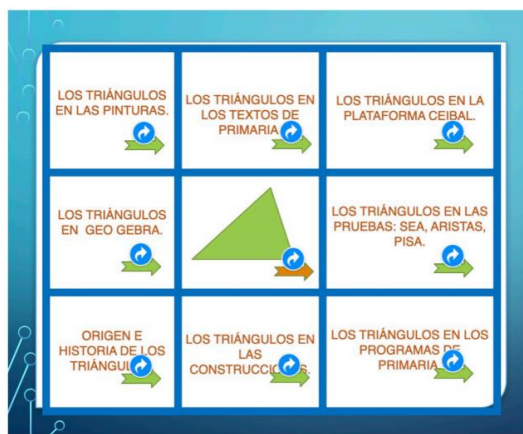 LOS TRIÁNGULOS
EN LAS PINTURAS.
LOS TRIÁNGULOS EN
LOS TEXTOS DE
PRIMARIA
LOS TRIÁNGULOS EN LA
PLATAFORMA CEIBAL.
LOS TRIÁNGULOS
EN GEO GEBRA.
LOS TRIÁNGULOS EN LAS
PRUEBAS: SEA, ARISTAS,
PISA.
ORIGEN E
HISTORIA DE LOS
LOS TRIÁNGULOS EN
LAS
LOS TRIÁNGULOS EN LOS
PROGRAMAS DE
PRIMARIA